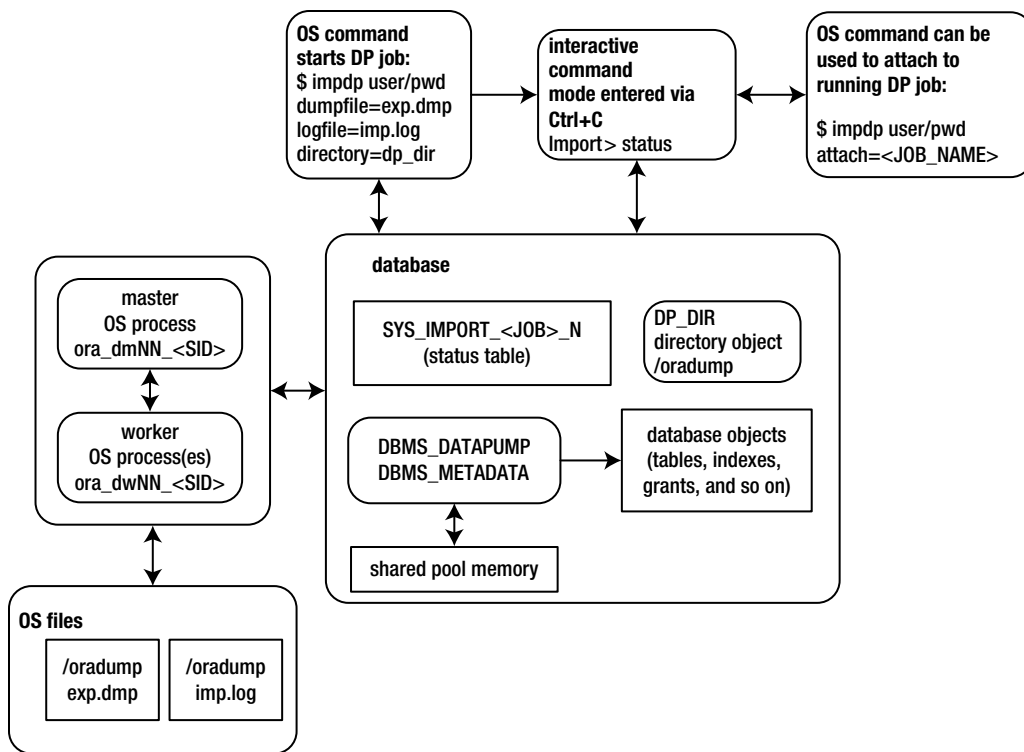 OS command
starts DP job:
$ impdp user/pwd
dumpfile=exp.dmp
logfile=imp.log
directory=dp_dir
interactive
command
mode entered via
Ctrl+C
Import> status
OS command can be
used to attach to
running DP job:
$ impdp user/pwd
attach=<JOB_NAME>
database
master
OS process
ora_dmNN_<SID>
worker
OS process(es)
ora_dwNN_<SID>
SYS_IMPORT_<JOB>_N
(status table)
DP_DIR
directory object
/oradump
DBMS_DATAPUMP
DBMS_METADATA
database objects
(tables, indexes,
grants, and so on)
shared pool memory
OS files
/oradump
exp.dmp
/oradump
imp.log